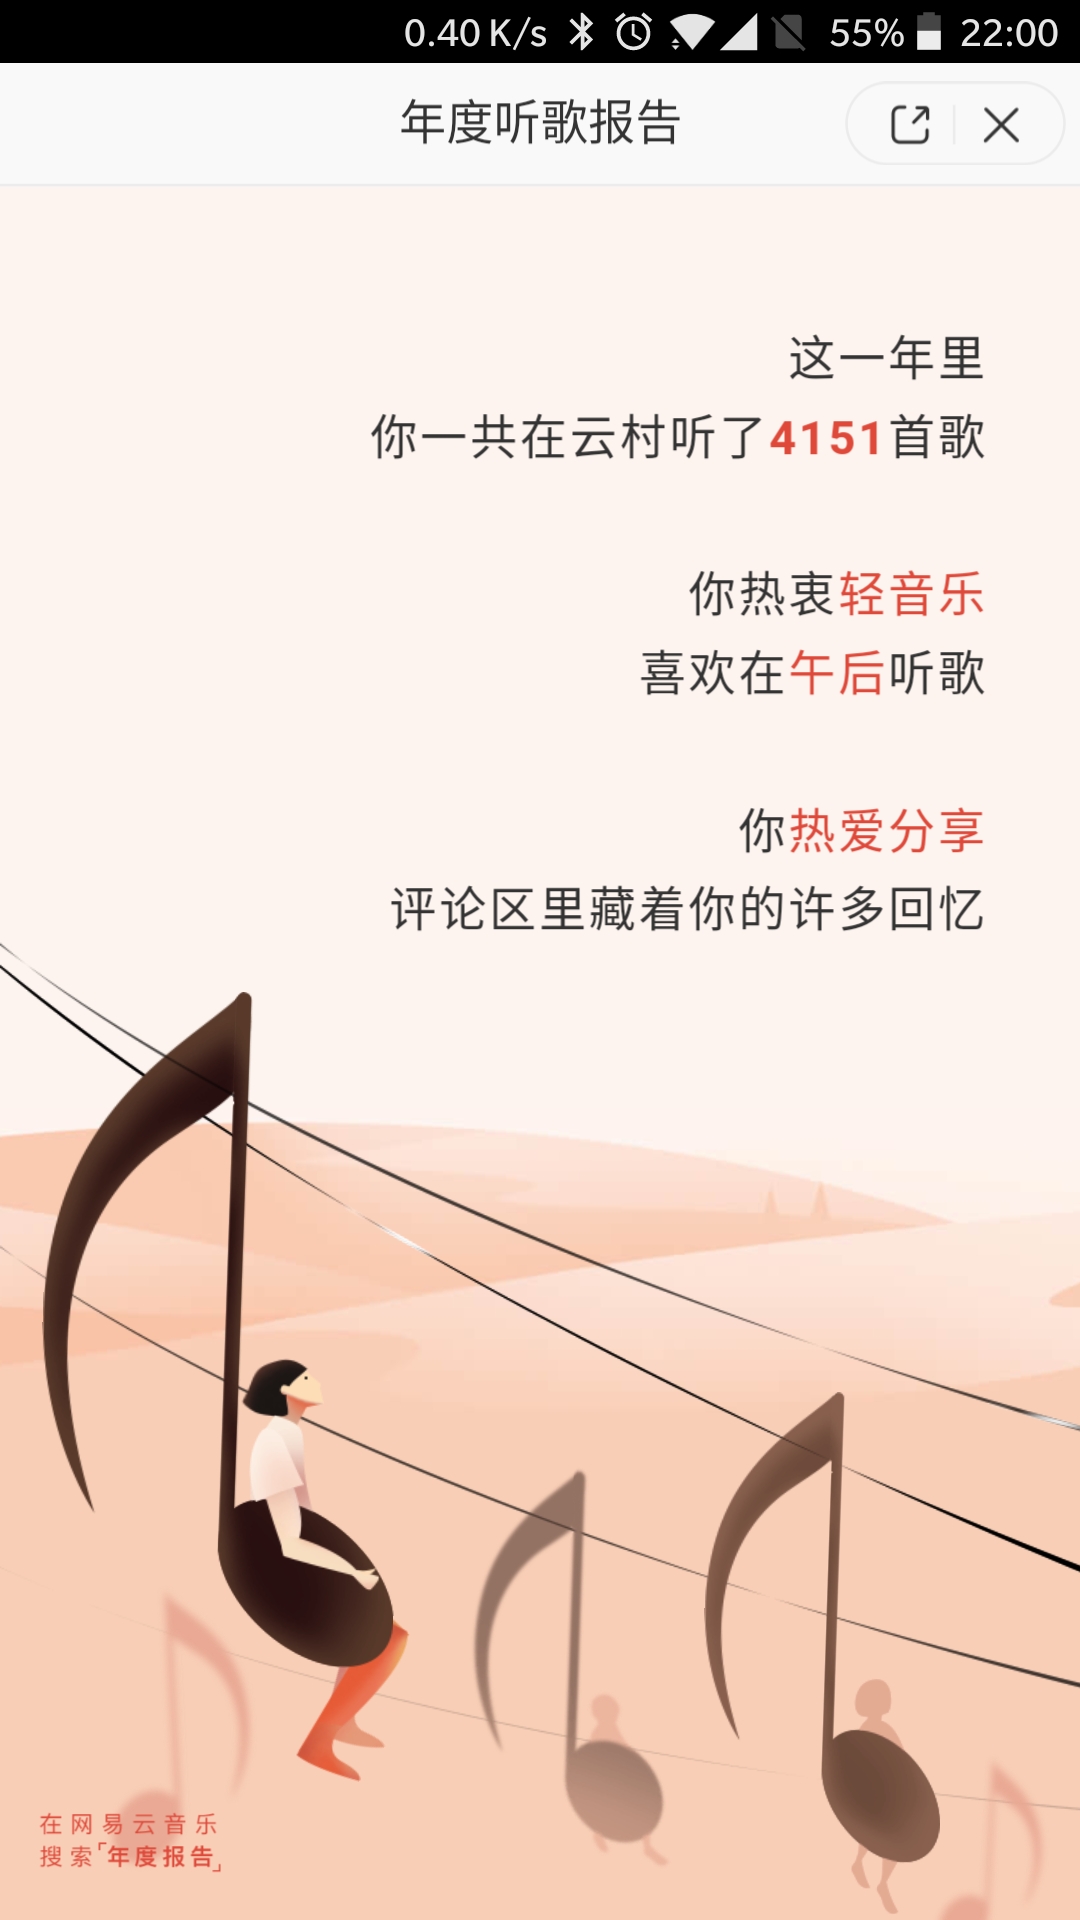 0.40 K/s 55% 22:00
年度听歌报告
这一年里
你一共在云村听了4151首歌
你热衷轻音乐
喜欢在午后听歌
你热爱分享
评论区里藏着你的许多回忆
在网易云音乐
搜索「年度报告」